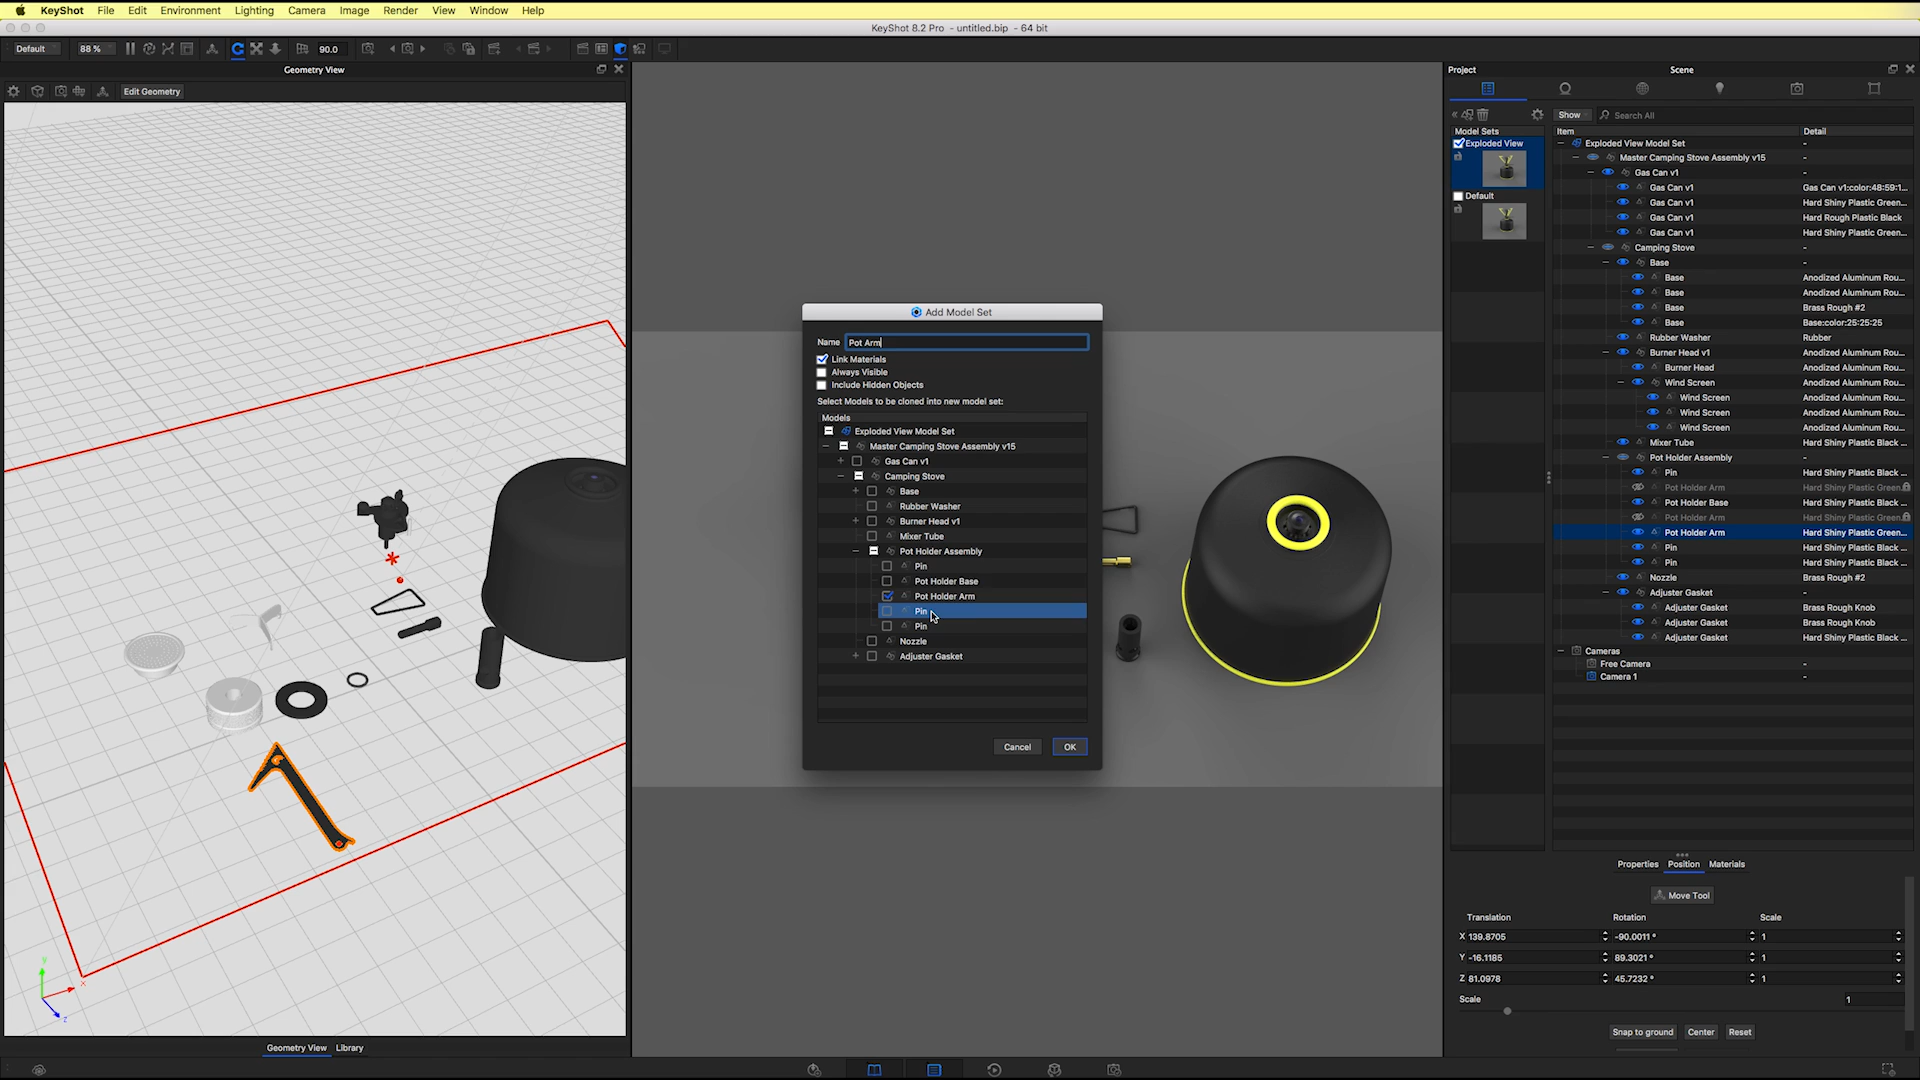 KeyShot File Edit Environment Lighting Camera Image Render View Window Help
KeyShot 8.2 Pro - untitled.bip - 64 bit
Default 88 % 90.0
Geometry View
Edit Geometry
Geometry View Library
Add Model Set
Name Pot Arm
Link Materials
Always Visible
Include Hidden Objects
Select Models to be cloned into new model set:
Models
Exploded View Model Set
Master Camping Stove Assembly v15
Gas Can v1
Camping Stove
Base
Rubber Washer
Burner Head v1
Mixer Tube
Pot Holder Assembly
Pin
Pot Holder Base
Pot Holder Arm
Pin
Pin
Nozzle
Adjuster Gasket
Cancel OK
Project Scene
Show Search All
Model Sets
Exploded View
Default
Item Detail
Exploded View Model Set -
Master Camping Stove Assembly v15 -
Gas Can v1 -
Gas Can v1 Gas Can v1:color:48:59:1...
Gas Can v1 Hard Shiny Plastic Green...
Gas Can v1 Hard Rough Plastic Black
Gas Can v1 Hard Shiny Plastic Green...
Camping Stove -
Base -
Base Anodized Aluminum Rou...
Base Anodized Aluminum Rou...
Base Brass Rough #2
Base Base:color:25:25:25
Rubber Washer Rubber
Burner Head v1 Anodized Aluminum Rou...
Burner Head Anodized Aluminum Rou...
Wind Screen Anodized Aluminum Rou...
Wind Screen Anodized Aluminum Rou...
Wind Screen Anodized Aluminum Rou...
Wind Screen Anodized Aluminum Rou...
Mixer Tube Hard Shiny Plastic Black ...
Pot Holder Assembly -
Pin Hard Shiny Plastic Black ...
Pot Holder Arm Hard Shiny Plastic Green...
Pot Holder Base Hard Shiny Plastic Black ...
Pot Holder Arm Hard Shiny Plastic Green...
Pot Holder Arm Hard Shiny Plastic Green...
Pin Hard Shiny Plastic Black ...
Pin Hard Shiny Plastic Black ...
Nozzle Brass Rough #2
Adjuster Gasket -
Adjuster Gasket Brass Rough Knob
Adjuster Gasket Brass Rough Knob
Adjuster Gasket Hard Shiny Plastic Black ...
Cameras -
Free Camera -
Camera 1 -
Properties Position Materials
Move Tool
Translation Rotation Scale
X 139.8705 -90.0011 ° 1
Y -16.1185 89.3021 ° 1
Z 81.0978 45.7232 ° 1
Scale 1
Snap to ground Center Reset